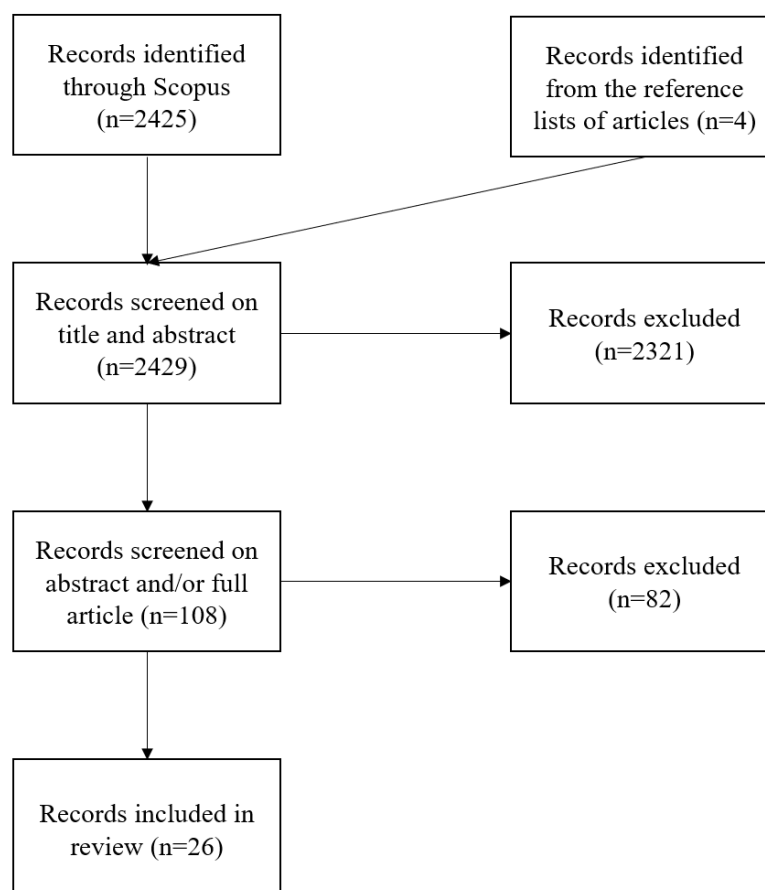 Records identified
through Scopus
(n=2425)
Records identified
from the reference
lists of articles (n=4)
Records screened on
title and abstract
(n=2429)
Records excluded
(n=2321)
Records screened on
abstract and/or full
article (n=108)
Records excluded
(n=82)
Records included in
review (n=26)